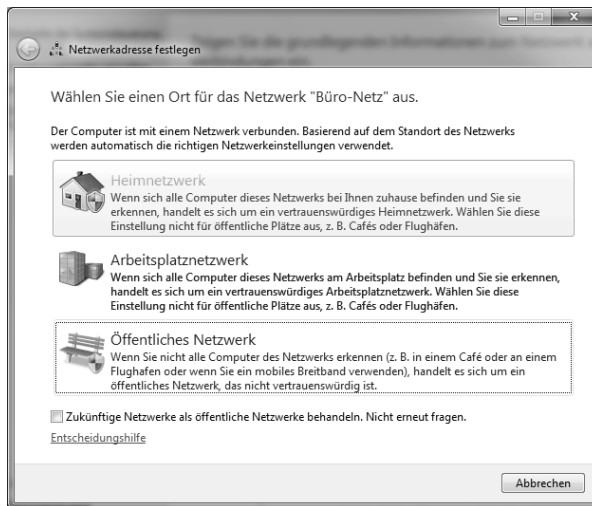 Netzwerkadresse festlegen
Wählen Sie einen Ort für das Netzwerk "Büro-Netz" aus.
Der Computer ist mit einem Netzwerk verbunden. Basierend auf dem Standort des Netzwerks
werden automatisch die richtigen Netzwerkeinstellungen verwendet.
Heimnetzwerk
Wenn sich alle Computer dieses Netzwerks bei Ihnen zuhause befinden und Sie sie
erkennen, handelt es sich um ein vertrauenswürdiges Heimnetzwerk. Wählen Sie diese
Einstellung nicht für öffentliche Plätze aus, z. B. Cafés oder Flughäfen.
Arbeitsplatznetzwerk
Wenn sich alle Computer dieses Netzwerks am Arbeitsplatz befinden und Sie sie erkennen,
handelt es sich um ein vertrauenswürdiges Arbeitsplatznetzwerk. Wählen Sie diese
Einstellung nicht für öffentliche Plätze aus, z. B. Cafés oder Flughäfen.
Öffentliches Netzwerk
Wenn Sie nicht alle Computer des Netzwerks erkennen (z. B. in einem Café oder an einem
Flughafen oder wenn Sie ein mobiles Breitband verwenden), handelt es sich um ein
öffentliches Netzwerk, das nicht vertrauenswürdig ist.
Zukünftige Netzwerke als öffentliche Netzwerke behandeln. Nicht erneut fragen.
Entscheidungshilfe
Abbrechen